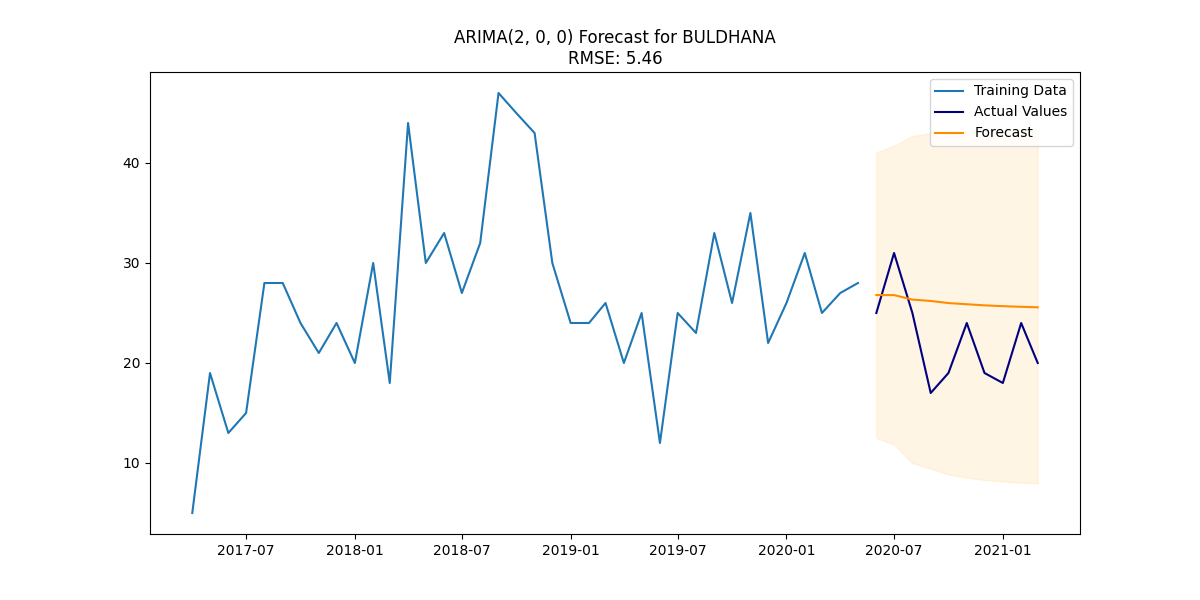 ARIMA(2, 0, 0) Forecast for BULDHANA
RMSE: 5.46
Training Data
Actual Values
Forecast
40
30
20
10
2017-07 2018-01 2018-07 2019-01 2019-07 2020-01 2020-07 2021-01